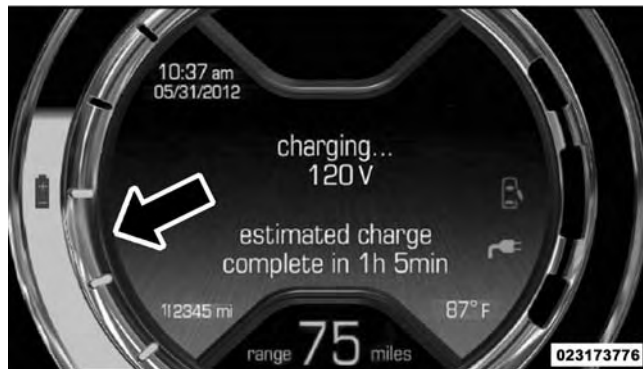 10:37 am
05/31/2012
charging...
120 V
estimated charge
complete in 1h 5min
112345 mi
87° F
range 75 miles
023173776